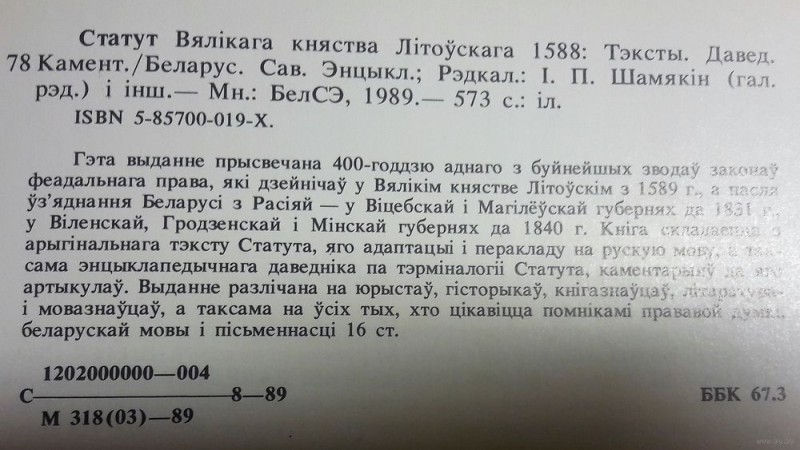 Статут Вялікага княства Літоўскага 1588: Тэксты. Давед.
78 Камент./Беларус. Сав. Энцыкл.; Рэдкал.: І. П. Шамякін (гал.
рэд.) і інш.— Мн.: БелСЭ, 1989.— 573 с.: іл.
ISBN 5-85700-019-X.
Гэта выданне прысвечана 400-годдзю аднаго з буйнейшых зводаў законаў
феадальнага права, які дзейнічаў у Вялікім княстве Літоўскім з 1589 г., а пасля
ўз’яднання Беларусі з Расіяй — у Віцебскай і Магілёўскай губернях да 1831 г.,
у Віленскай, Гродзенскай і Мінскай губернях да 1840 г. Кніга складаецца з
арыгінальнага тэксту Статута, яго адаптацыі і перакладу на рускую мову, а так-
сама энцыклапедычнага даведніка па тэрміналогіі Статута, каментарыяў да яго
артыкулаў. Выданне разлічана на юрыстаў, гісторыкаў, кнігазнаўцаў, літаратура-
і мовазнаўцаў, а таксама на ўсіх тых, хто цікавіцца помнікамі прававой думкі,
беларускай мовы і пісьменнасці 16 ст.
1202000000—004
С 8—89
М 318(03)—89
ББК 67.3